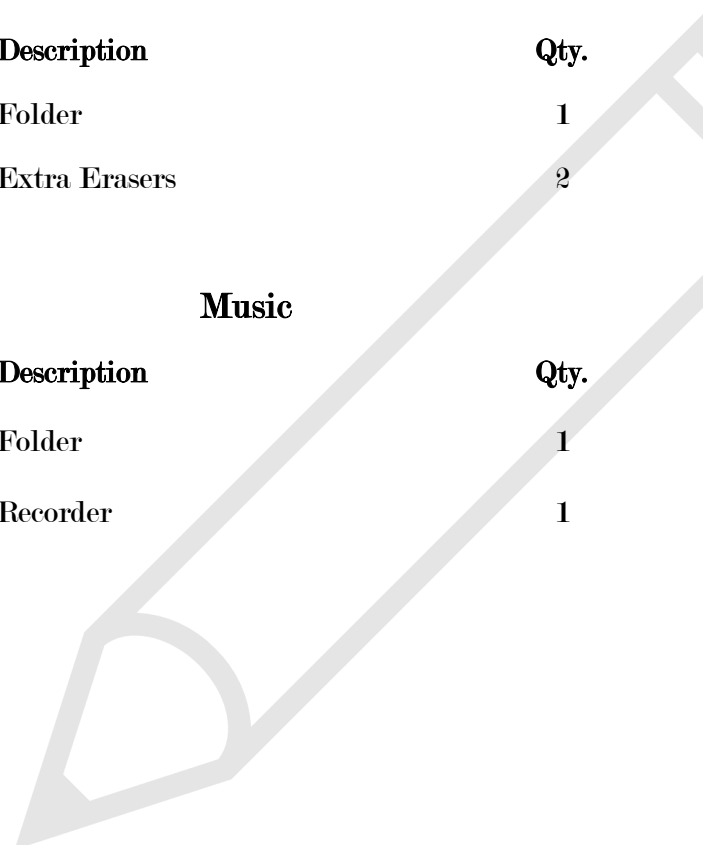 Description Qty.
Folder 1
Extra Erasers 2
Music
Description Qty.
Folder 1
Recorder 1